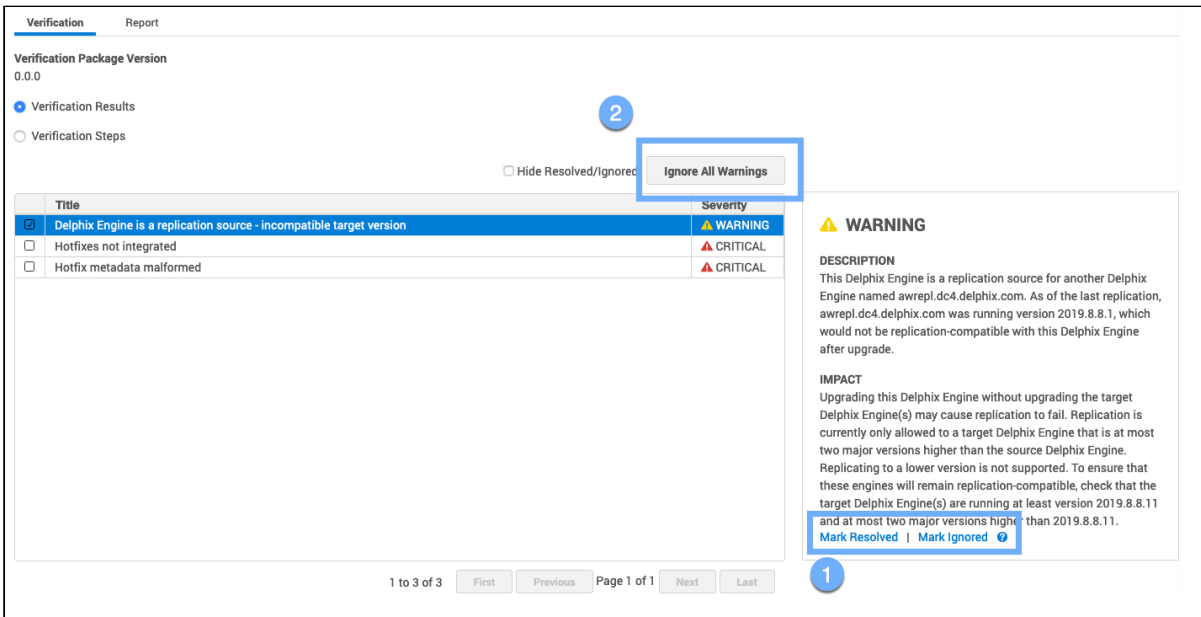 Verification Report
Verification Package Version
0.0.0
Verification Results
2
Verification Steps
Hide Resolved/Ignored Ignore All Warnings
Title Severity
Delphix Engine is a replication source - incompatible target version WARNING
Hotfixes not integrated CRITICAL
Hotfix metadata malformed CRITICAL
WARNING
DESCRIPTION
This Delphix Engine is a replication source for another Delphix
Engine named awrepl.dc4.delphix.com. As of the last replication,
awrepl.dc4.delphix.com was running version 2019.8.8.1, which
would not be replication-compatible with this Delphix Engine
after upgrade.
IMPACT
Upgrading this Delphix Engine without upgrading the target
Delphix Engine(s) may cause replication to fail. Replication is
currently only allowed to a target Delphix Engine that is at most
two major versions higher than the source Delphix Engine.
Replicating to a lower version is not supported. To ensure that
these engines will remain replication-compatible, check that the
target Delphix Engine(s) are running at least version 2019.8.8.11
and at most two major versions higher than 2019.8.8.11.
Mark Resolved | Mark Ignored ?
1
1 to 3 of 3 First Previous Page 1 of 1 Next Last